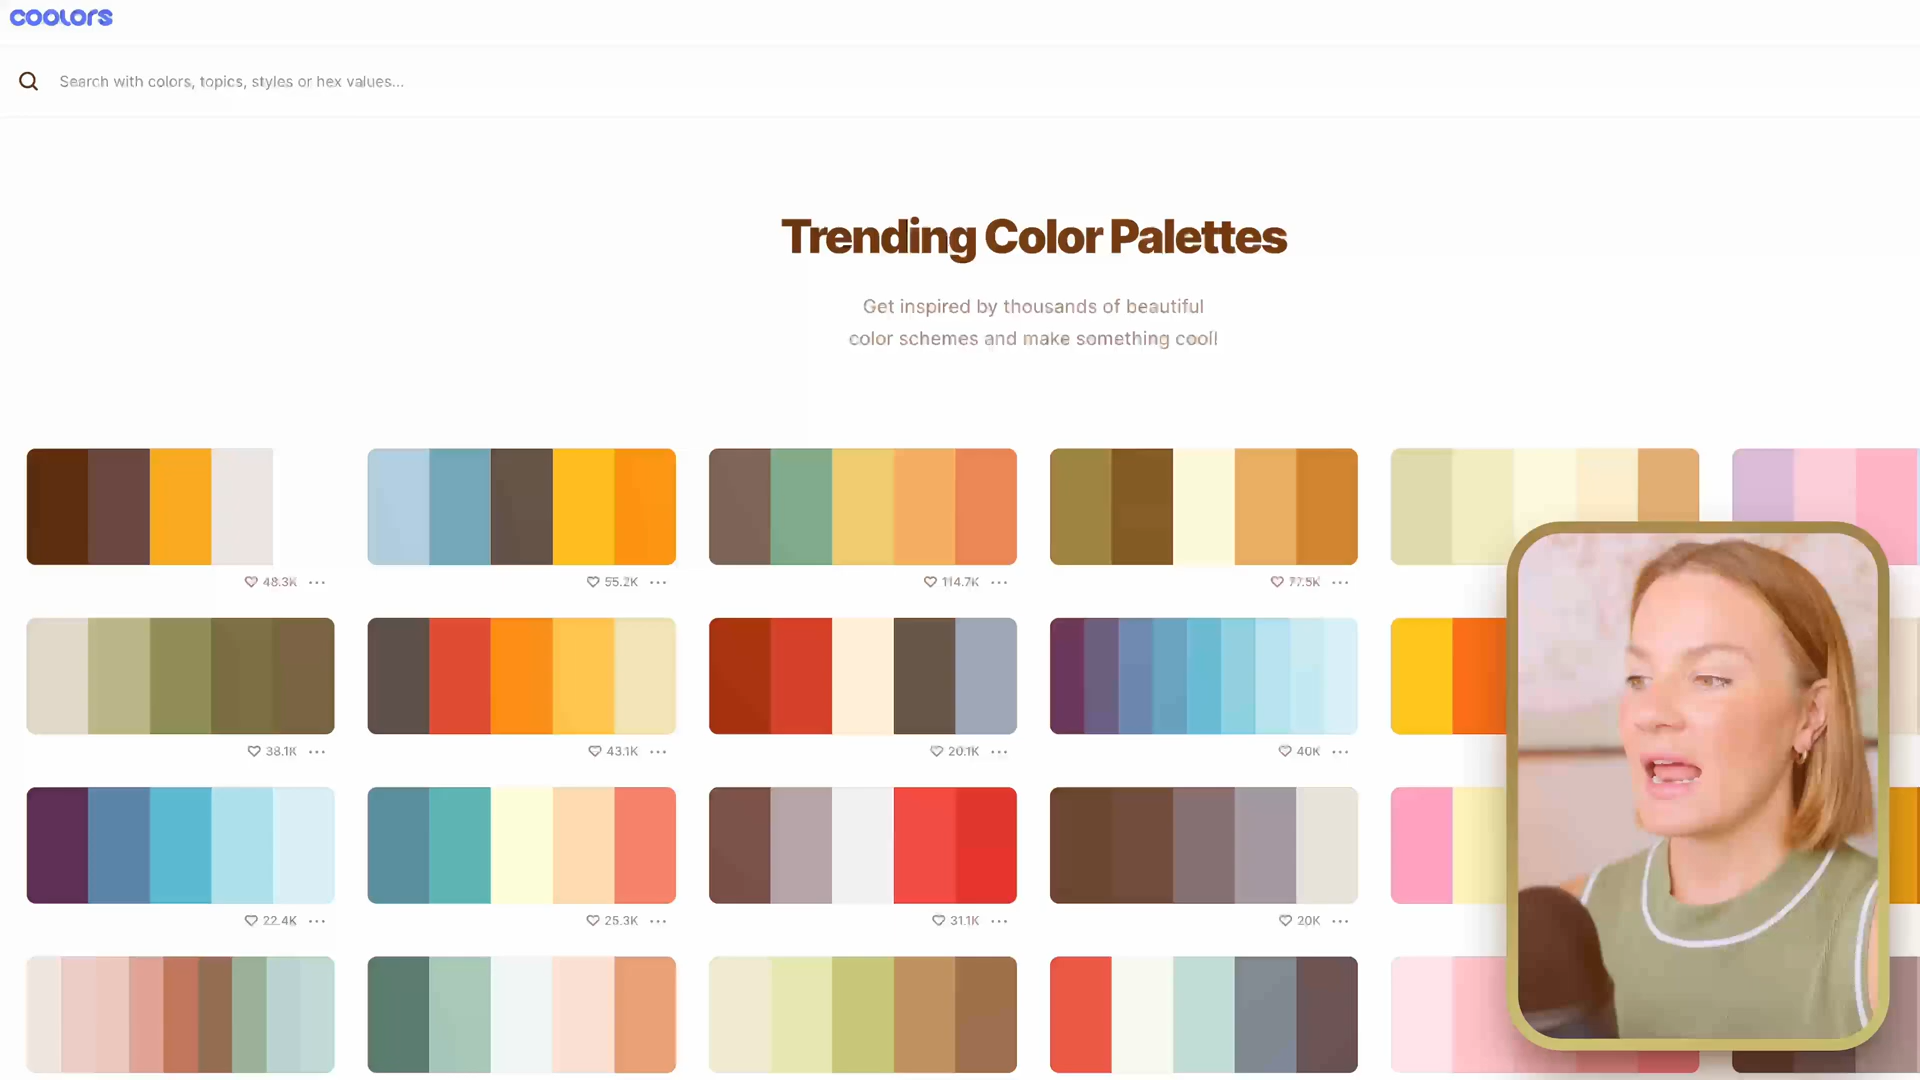 coolors
Search with colors, topics, styles or hex values...
Trending Color Palettes
Get inspired by thousands of beautiful
color schemes and make something cool!
48.3K
55.2K
114.7K
77.5K
38.1K
43.1K
20.1K
40K
22.4K
25.3K
31.1K
20K